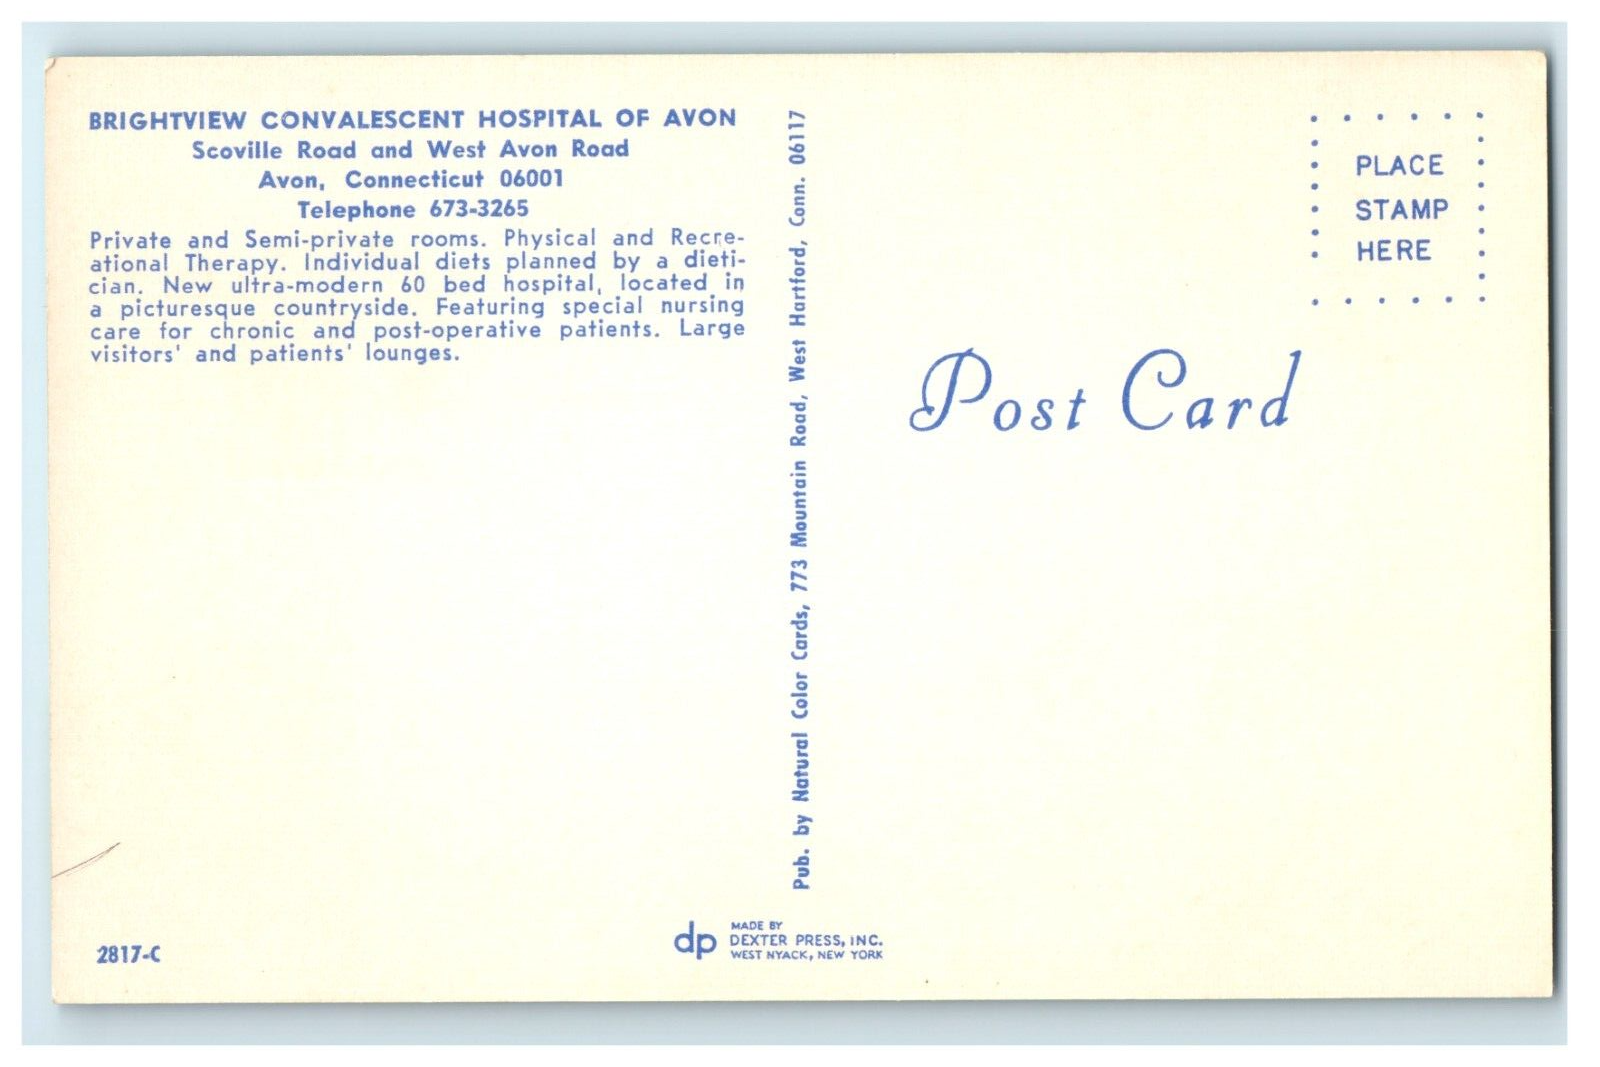 BRIGHTVIEW CONVALESCENT HOSPITAL OF AVON
Scoville Road and West Avon Road
Avon, Connecticut 06001
Telephone 673-3265
Private and Semi-private rooms. Physical and Recre-
ational Therapy. Individual diets planned by a dieti-
cian. New ultra-modern 60 bed hospital, located in
a picturesque countryside. Featuring special nursing
care for chronic and post-operative patients. Large
visitors' and patients' lounges.
2817-C
Pub. by Natural Color Cards, 773 Mountain Road, West Hartford, Conn. 06117
dp
MADE BY
DEXTER PRESS, INC.
WEST NYACK, NEW YORK
PLACE
STAMP
HERE
Post Card